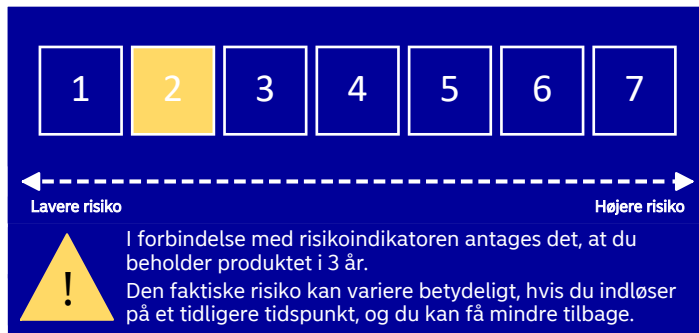 1 2 3 4 5 6 7
Lavere risiko Højere risiko
I forbindelse med risikoindikatoren antages det, at du
beholder produktet i 3 år.
!
Den faktiske risiko kan variere betydeligt, hvis du indløser
på et tidligere tidspunkt, og du kan få mindre tilbage.